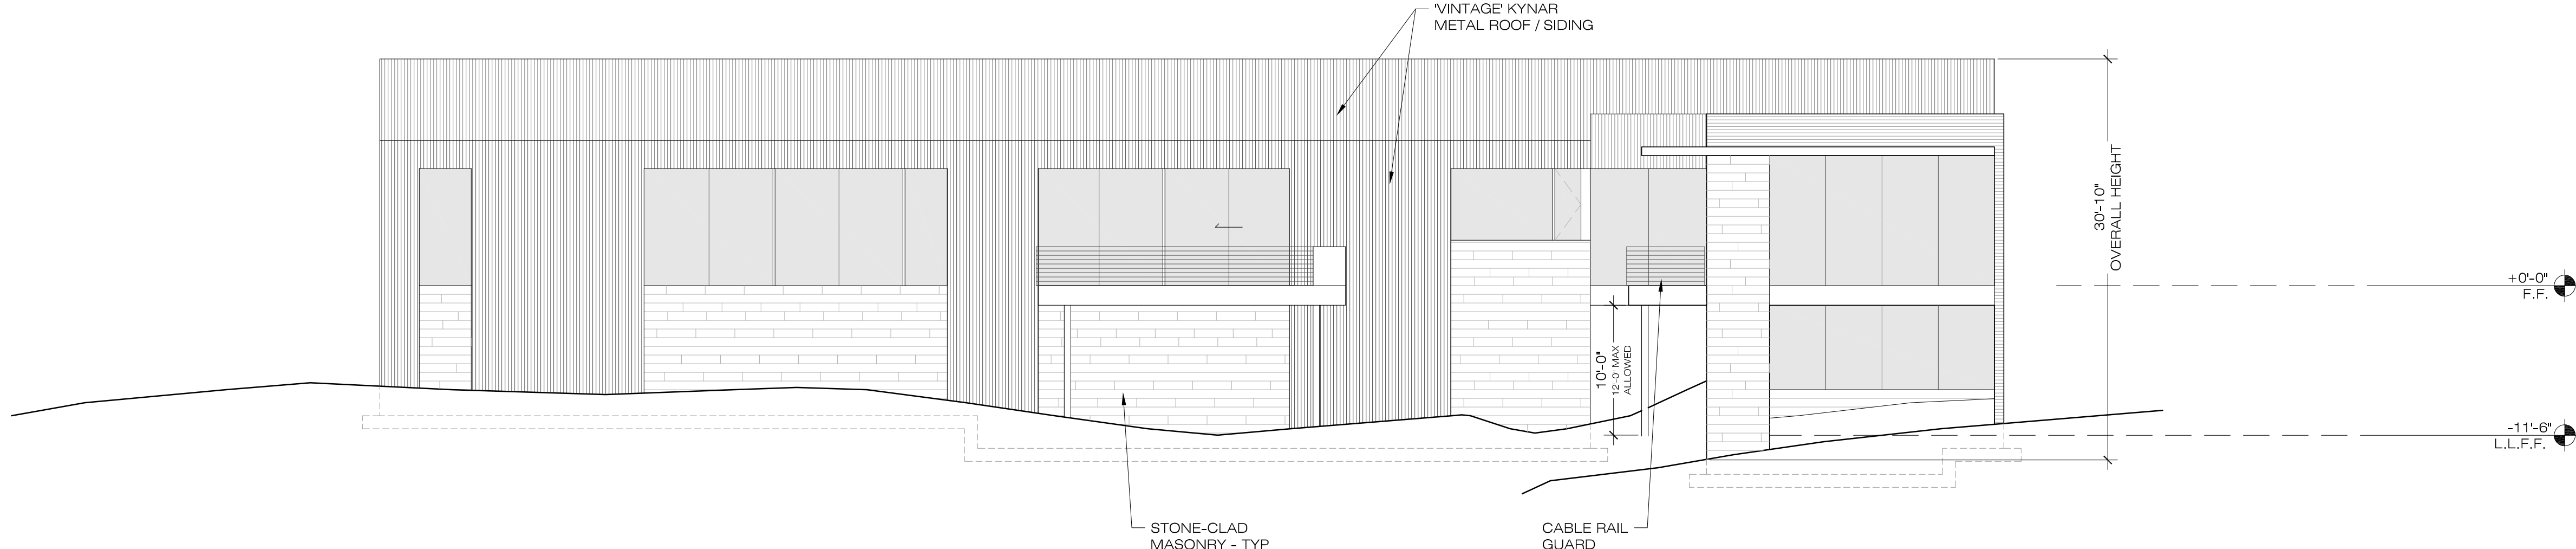 'VINTAGE' KYNAR
METAL ROOF / SIDING
30'-10"
OVERALL HEIGHT
+0'-0"
F.F.
10'-0"
12'-0" MAX
ALLOWED
-11'-6"
L.L.F.F.
STONE-CLAD
MASONRY - TYP
CABLE RAIL
GUARD